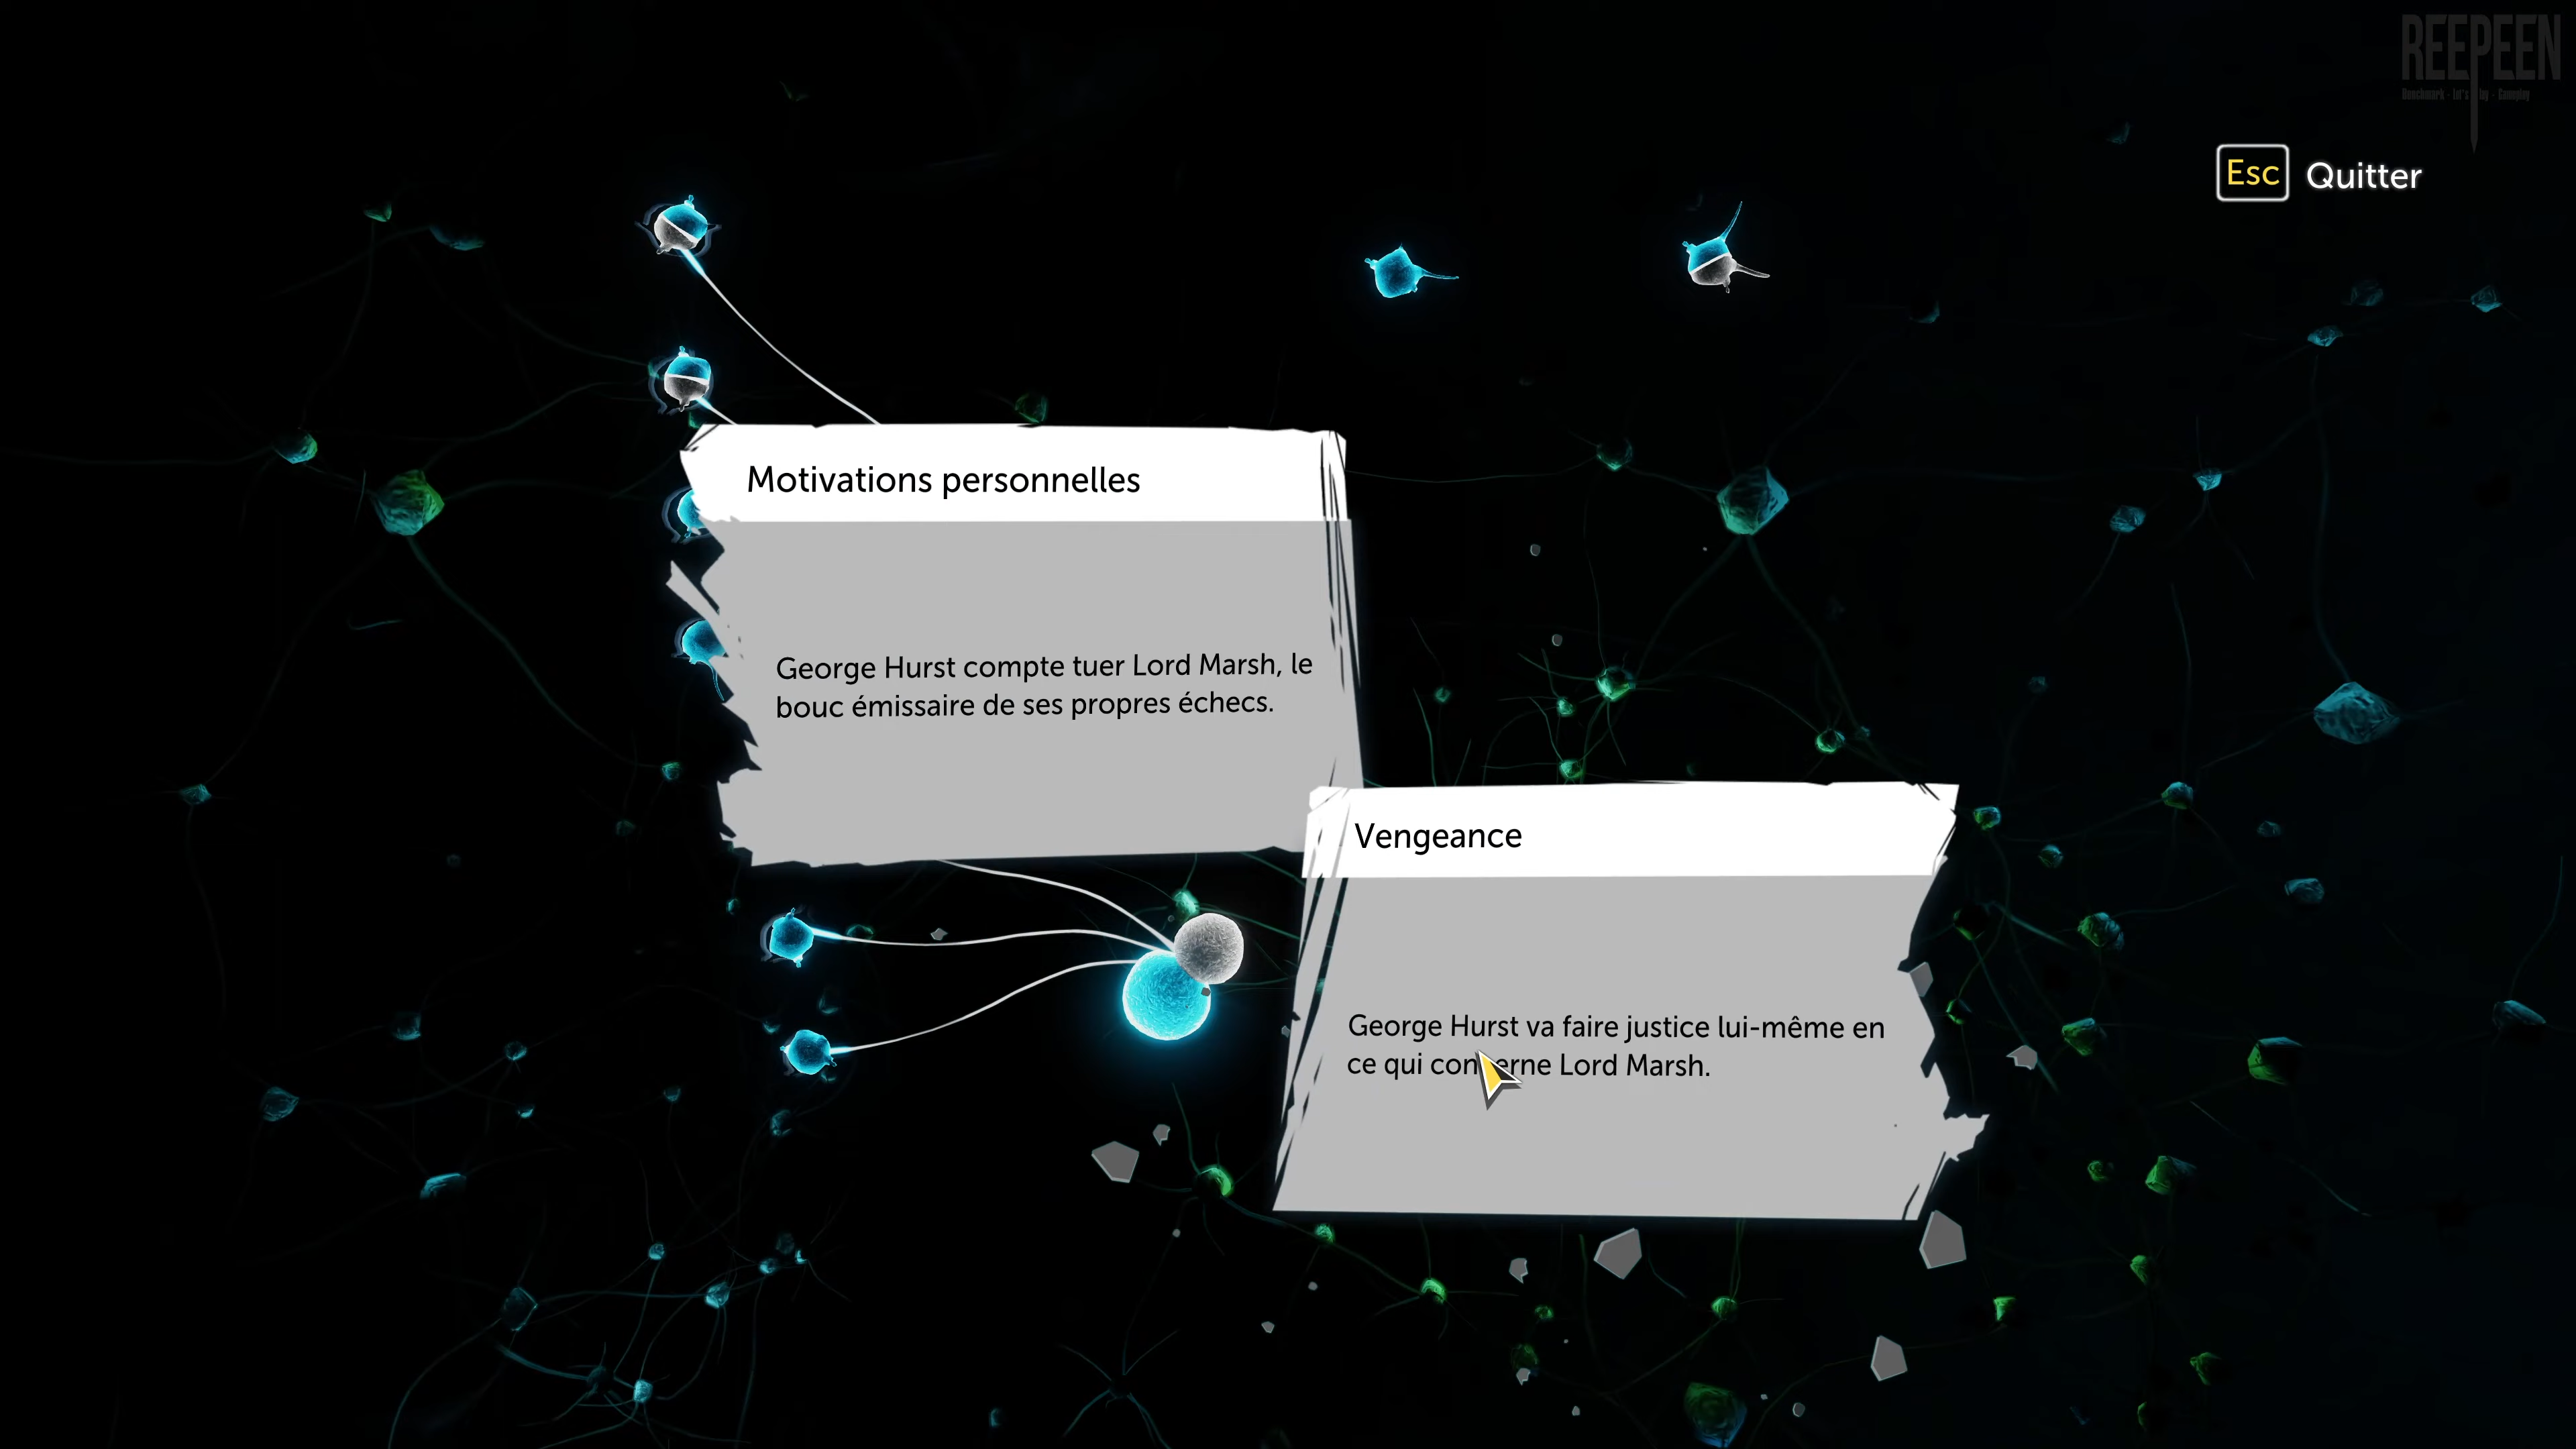 REEPEEN
Esc Quitter
Motivations personnelles
George Hurst compte tuer Lord Marsh, le
bouc émissaire de ses propres échecs.
Vengeance
George Hurst va faire justice lui-même en
ce qui concerne Lord Marsh.